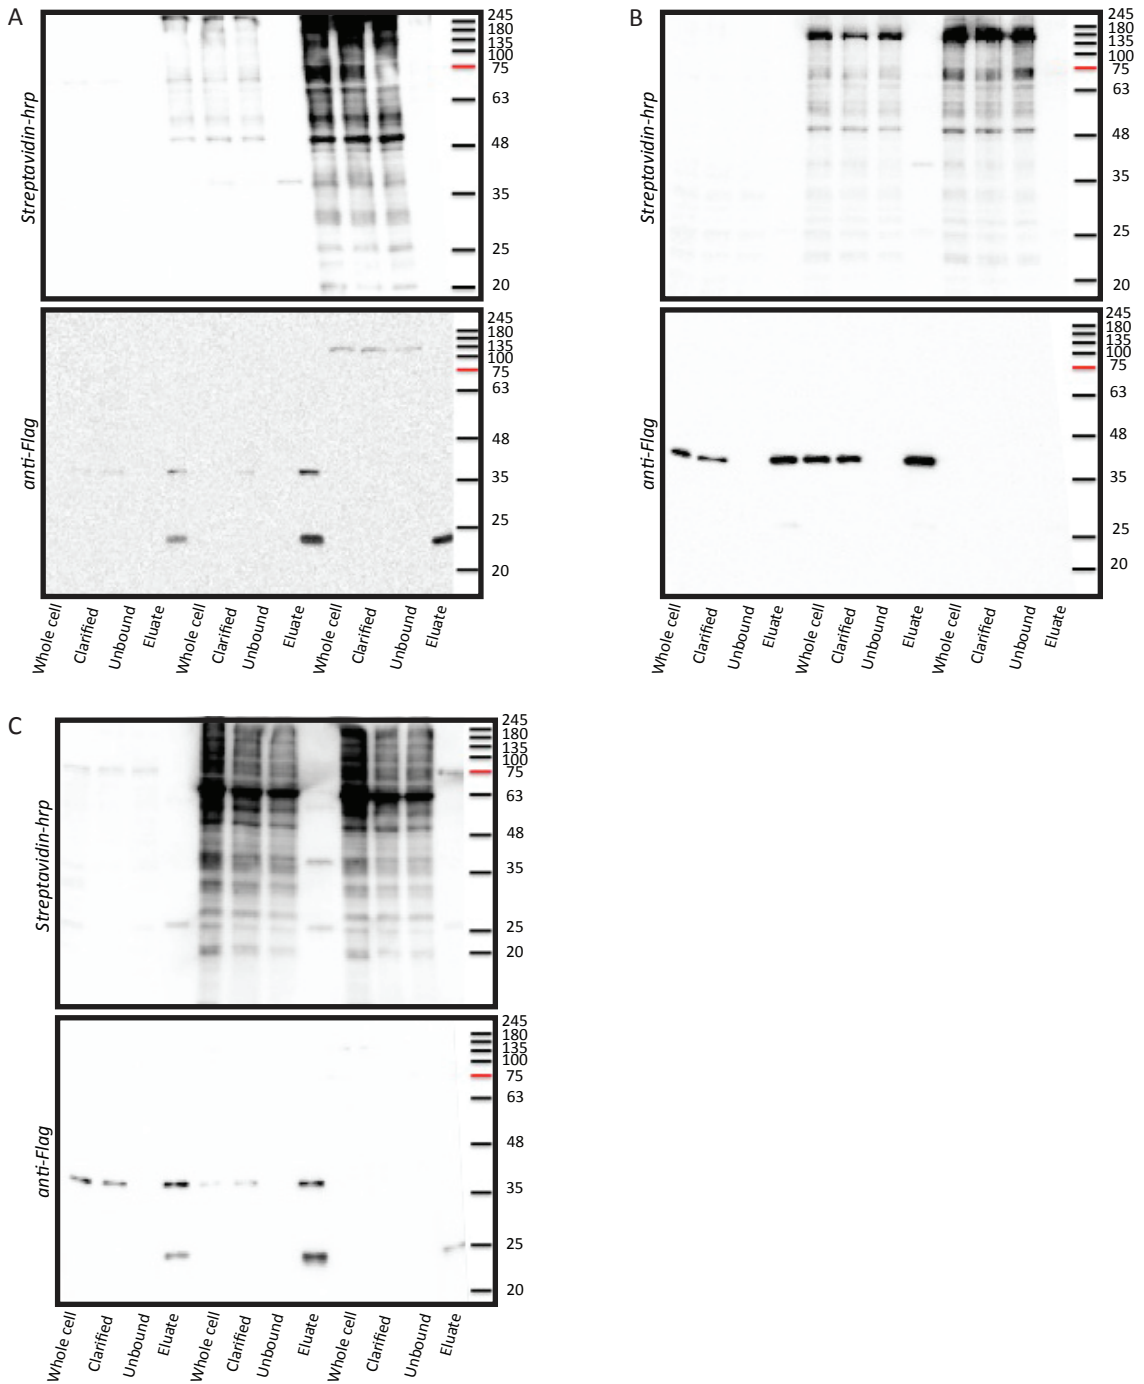 A
Streptavidin-hrp
245
180
135
100
75
63
48
35
25
20
anti-Flag
245
180
135
100
75
63
48
35
25
20
Whole cell
Clarified
Unbound
Eluate
Whole cell
Clarified
Unbound
Eluate
Whole cell
Clarified
Unbound
Eluate
B
Streptavidin-hrp
245
180
135
100
75
63
48
35
25
20
anti-Flag
245
180
135
100
75
63
48
35
25
20
Whole cell
Clarified
Unbound
Eluate
Whole cell
Clarified
Unbound
Eluate
Whole cell
Clarified
Unbound
Eluate
C
Streptavidin-hrp
245
180
135
100
75
63
48
35
25
20
anti-Flag
245
180
135
100
75
63
48
35
25
20
Whole cell
Clarified
Unbound
Eluate
Whole cell
Clarified
Unbound
Eluate
Whole cell
Clarified
Unbound
Eluate